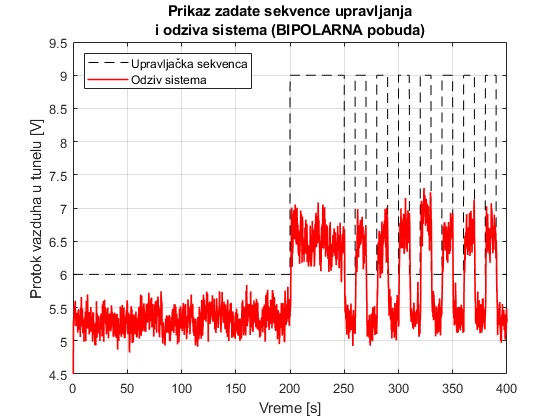 Prikaz zadate sekvence upravljanja
i odziva sistema (BIPOLARNA pobuda)
Upravljačka sekvenca
Odziv sistema
Protok vazduha u tunelu [V]
9.5
9
8.5
8
7.5
7
6.5
6
5.5
5
4.5
0 50 100 150 200 250 300 350 400
Vreme [s]